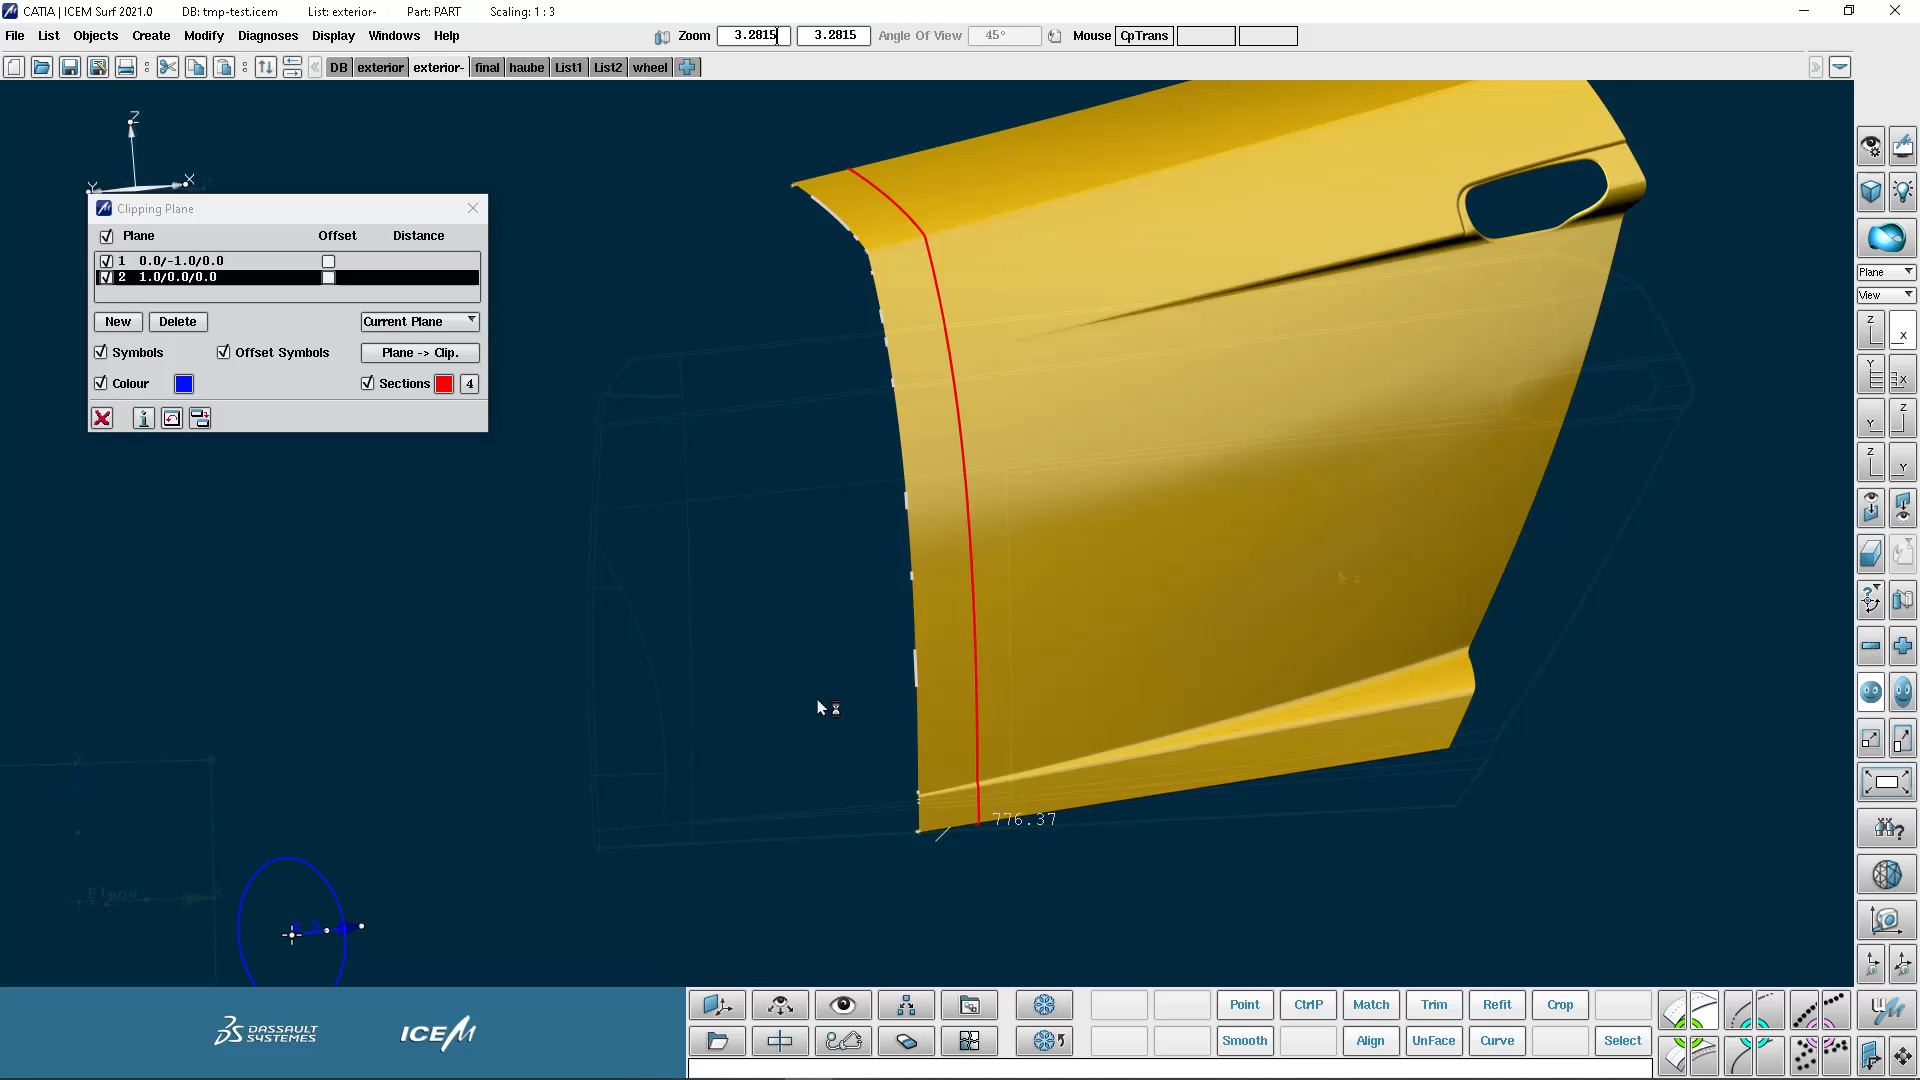 CATIA | ICEM Surf 2021.0 DB: tmp-test.icem List: exterior- Part: PART Scaling: 1 : 3
File List Objects Create Modify Diagnoses Display Windows Help Zoom 3.2815 3.2815 Angle Of View 45° Mouse CpTrans
DB exterior exterior- final haube List1 List2 wheel
Z
Y X
Clipping Plane
Plane Offset Distance
1 0.0/-1.0/0.0
2 1.0/0.0/0.0
New Delete Current Plane
Symbols Offset Symbols Plane -> Clip.
Colour Sections 4
Plane
View
Z X
Y X
Y Z
Z Y
776.37
Plane X
X 2
DASSAULT SYSTEMES ICEM
Point CtrlP Match Trim Refit Crop
Smooth Align UnFace Curve Select